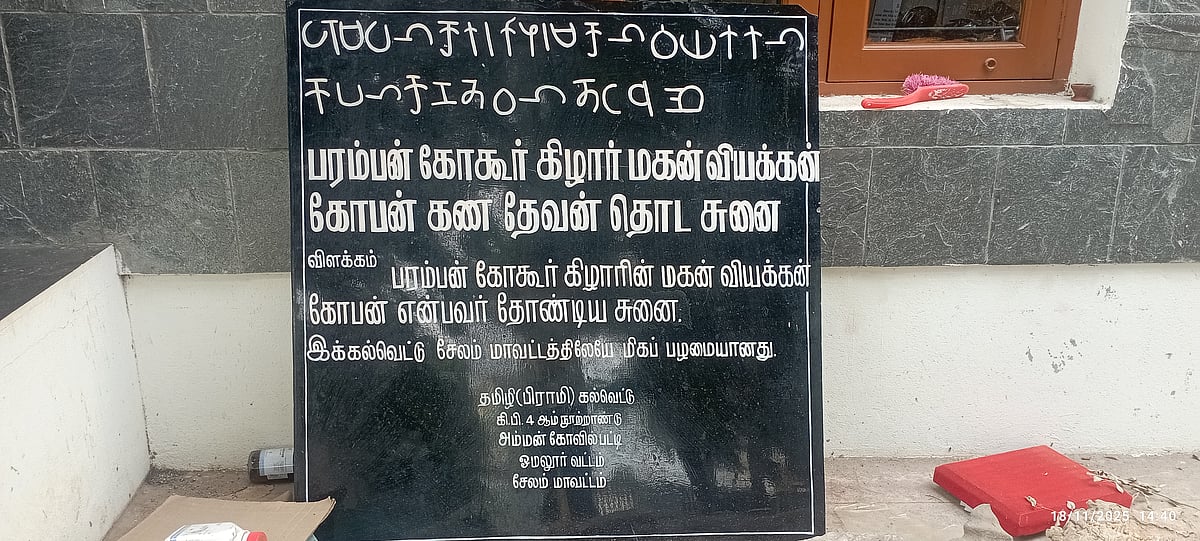 பரம்பன் கோகூர் கிழார் மகன் வியக்கன்
கோபன் கண தேவன் தொட சுனை
விளக்கம்
பரம்பன் கோகூர் கிழாரின் மகன் வியக்கன்
கோபன் என்பவர் தோண்டிய சுனை.
இக்கல்வெட்டு சேலம் மாவட்டத்திலேயே மிகப் பழமையானது.
தமிழி(பிராமி) கல்வெட்டு
கி.பி. 4 ஆம் நூற்றாண்டு
அம்மன் கோவில்பட்டி
ஓமலூர் வட்டம்
சேலம் மாவட்டம்
18/11/2025 14:40